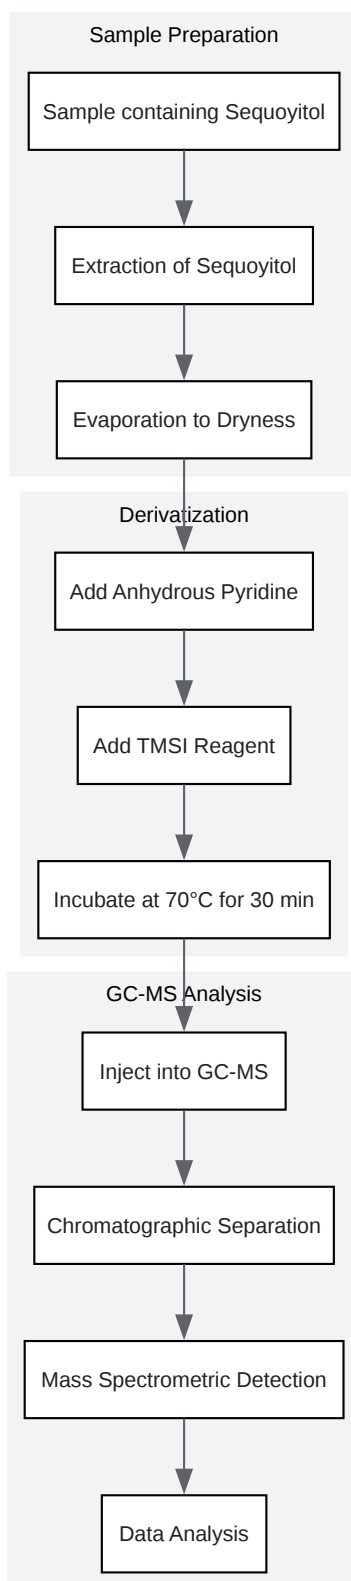 Sample Preparation
Sample containing Sequoyitol
Extraction of Sequoyitol
Evaporation to Dryness
Derivatization
Add Anhydrous Pyridine
Add TMSI Reagent
Incubate at 70°C for 30 min
GC-MS Analysis
Inject into GC-MS
Chromatographic Separation
Mass Spectrometric Detection
Data Analysis